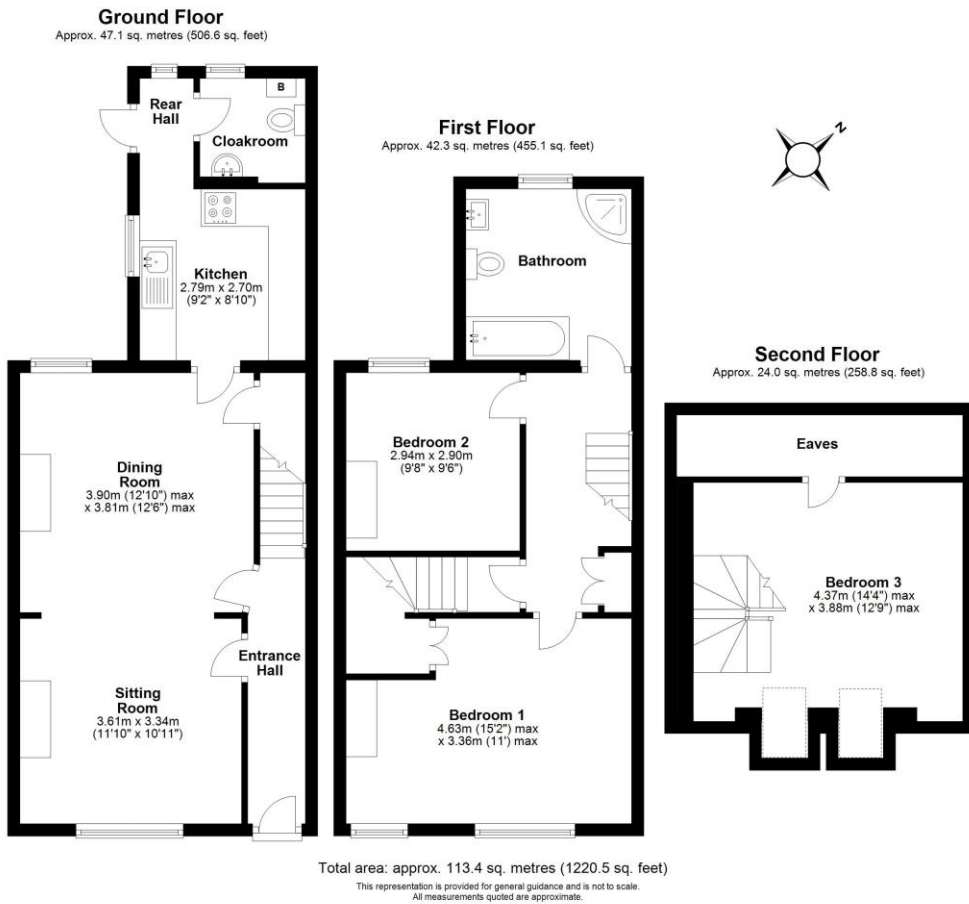 Ground Floor
Approx. 47.1 sq. metres (506.6 sq. feet)
Rear
Hall
B
Cloakroom
Kitchen
2.79m x 2.70m
(9'2" x 8'10")
Dining
Room
3.90m (12'10") max
x 3.81m (12'6") max
Entrance
Hall
Sitting
Room
3.61m x 3.34m
(11'10" x 10'11")
First Floor
Approx. 42.3 sq. metres (455.1 sq. feet)
Bathroom
Bedroom 2
2.94m x 2.90m
(9'8" x 9'6")
Bedroom 1
4.63m (15'2") max
x 3.36m (11') max
N
Second Floor
Approx. 24.0 sq. metres (258.8 sq. feet)
Eaves
Bedroom 3
4.37m (14'4") max
x 3.88m (12'9") max
Total area: approx. 113.4 sq. metres (1220.5 sq. feet)
This representation is provided for general guidance and is not to scale.
All measurements quoted are approximate.